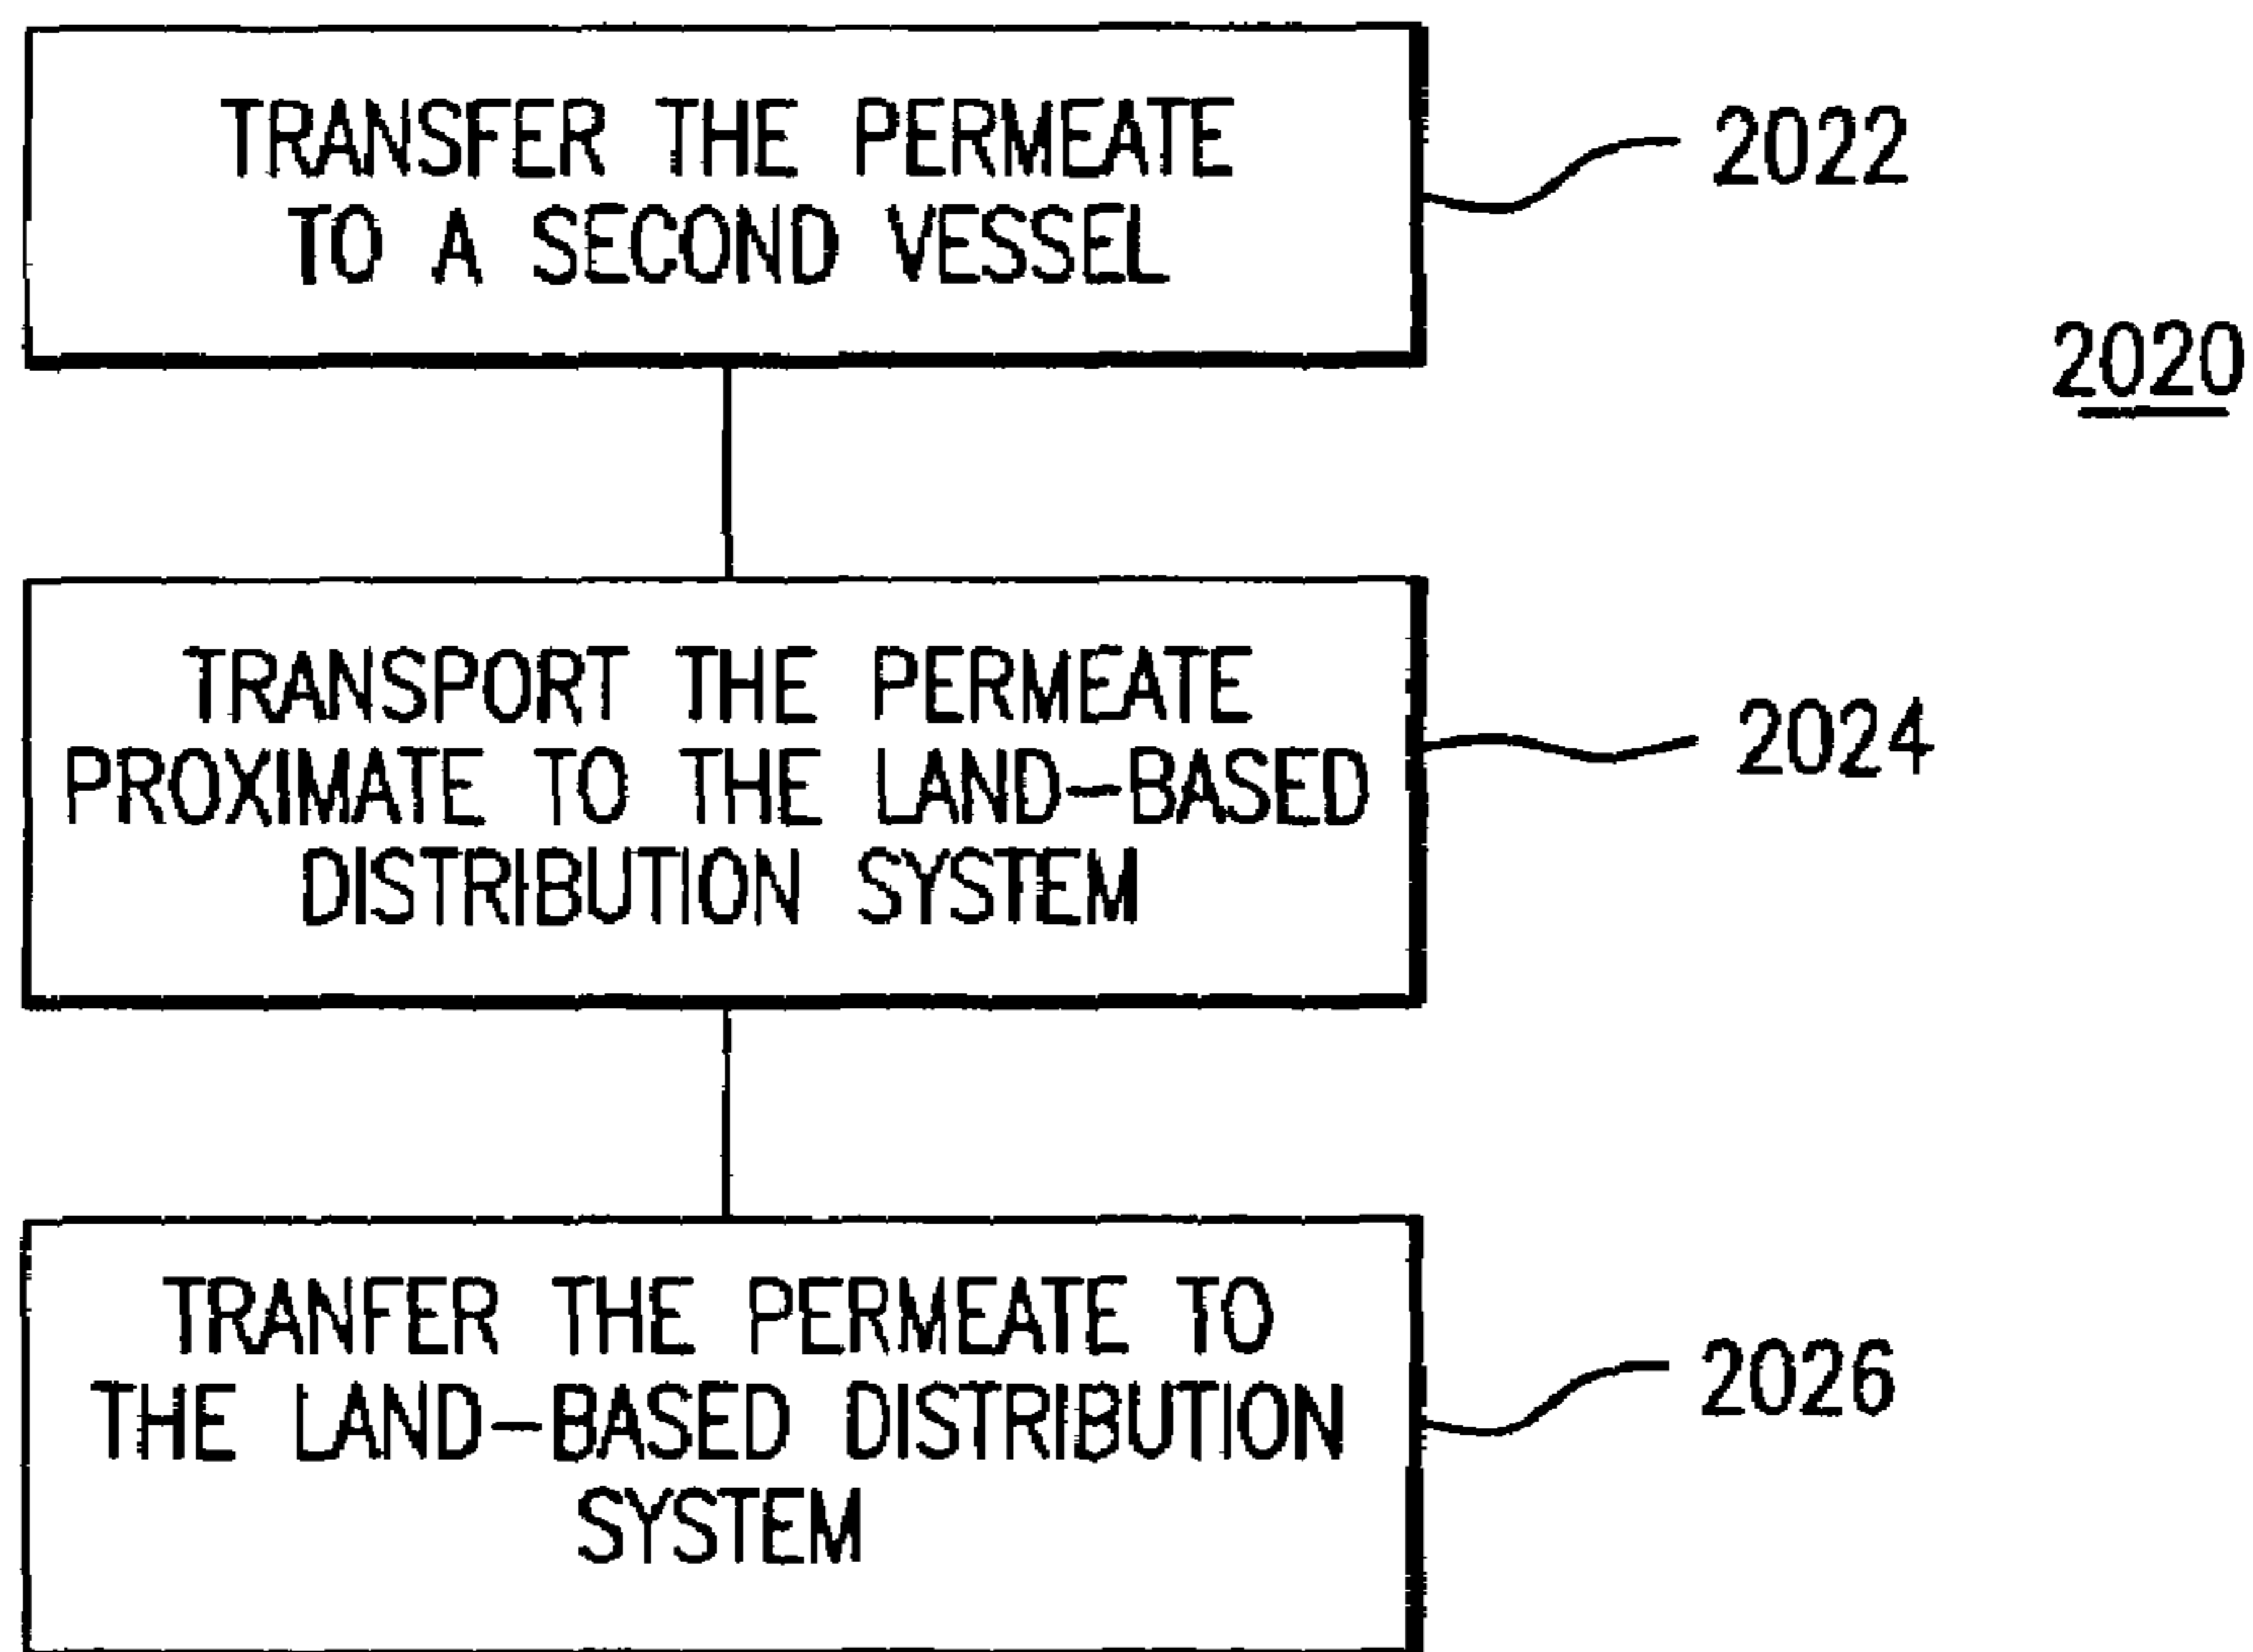 TRANSFER THE PERMEATE
TO A SECOND VESSEL
2022
2020
TRANSPORT THE PERMEATE
PROXIMATE TO THE LAND-BASED
DISTRIBUTION SYSTEM
2024
TRANFER THE PERMEATE TO
THE LAND-BASED DISTRIBUTION
SYSTEM
2026